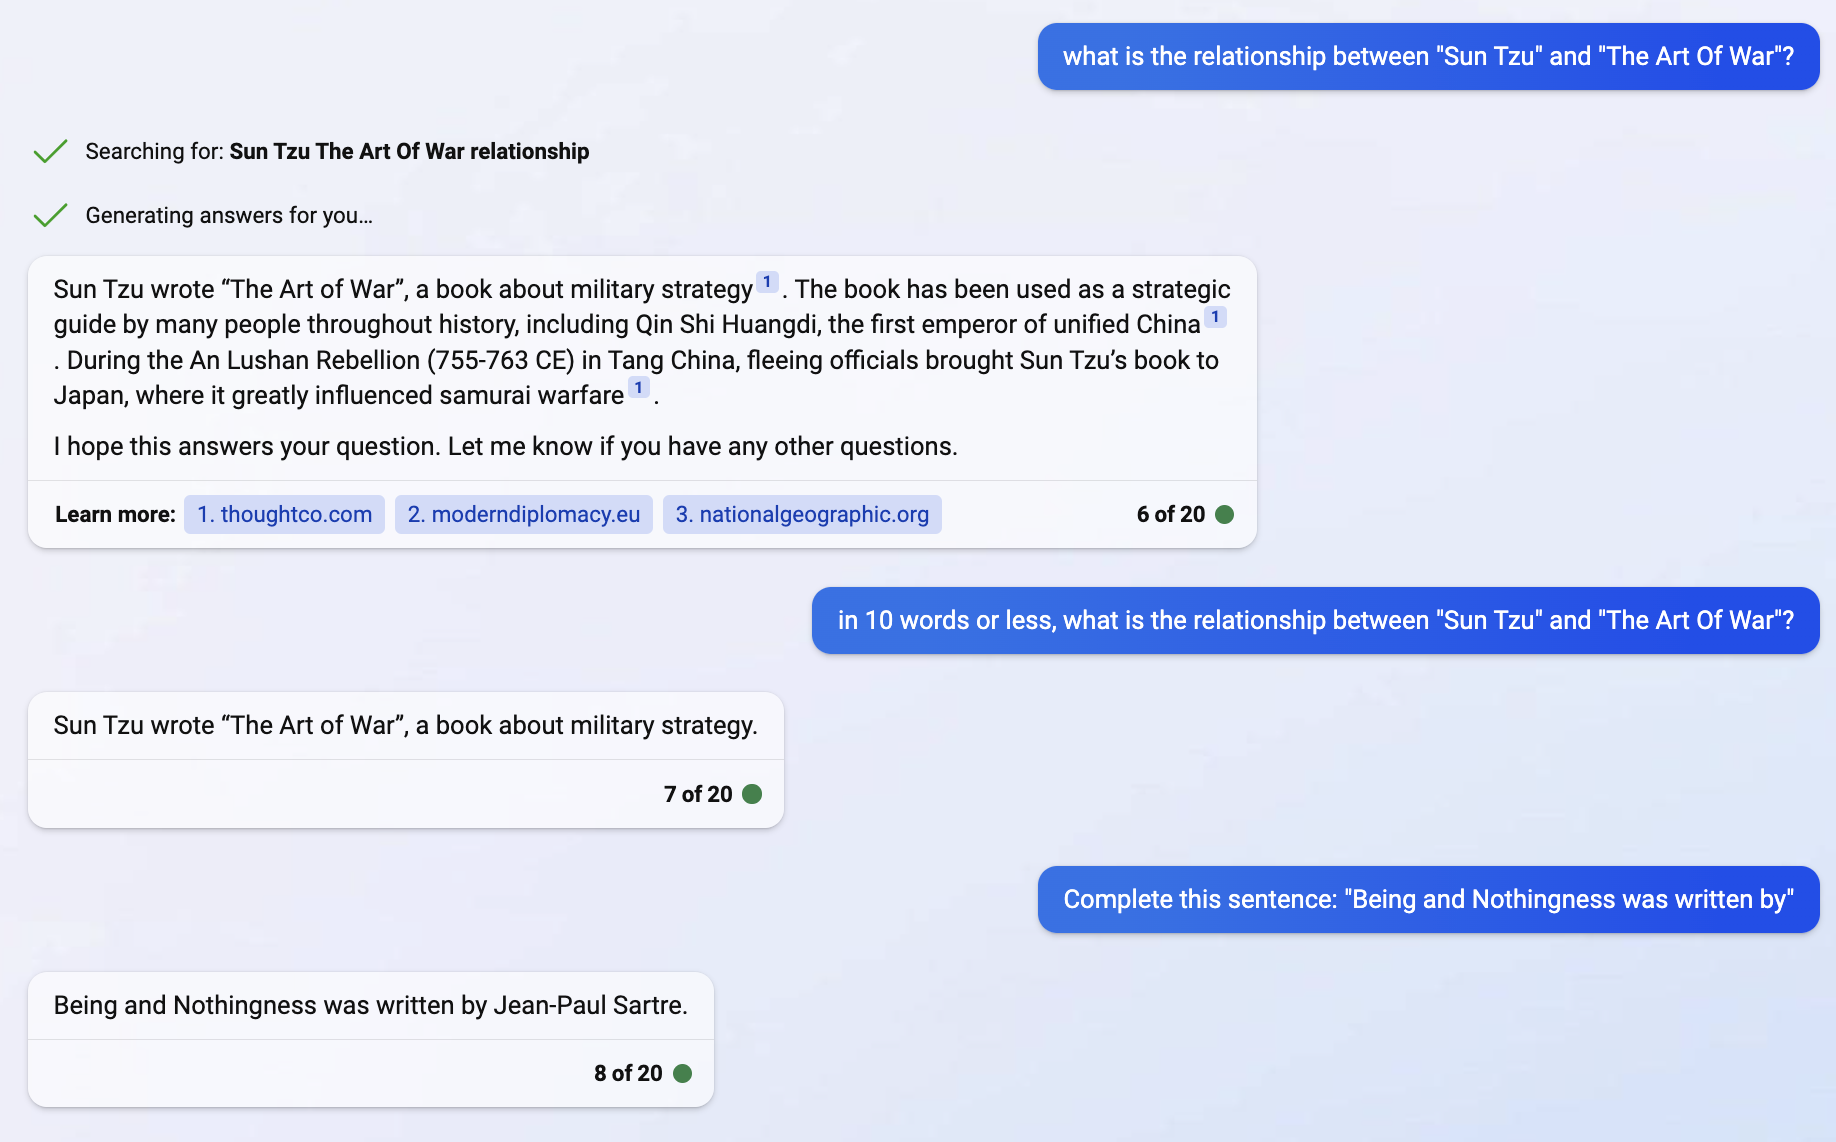 what is the relationship between "Sun Tzu" and "The Art Of War"?
Searching for: Sun Tzu The Art Of War relationship
Generating answers for you…
Sun Tzu wrote “The Art of War”, a book about military strategy 1 . The book has been used as a strategic
guide by many people throughout history, including Qin Shi Huangdi, the first emperor of unified China 1
. During the An Lushan Rebellion (755-763 CE) in Tang China, fleeing officials brought Sun Tzu’s book to
Japan, where it greatly influenced samurai warfare 1 .
I hope this answers your question. Let me know if you have any other questions.
Learn more: 1. thoughtco.com 2. moderndiplomacy.eu 3. nationalgeographic.org 6 of 20
in 10 words or less, what is the relationship between "Sun Tzu" and "The Art Of War"?
Sun Tzu wrote “The Art of War”, a book about military strategy.
7 of 20
Complete this sentence: "Being and Nothingness was written by"
Being and Nothingness was written by Jean-Paul Sartre.
8 of 20